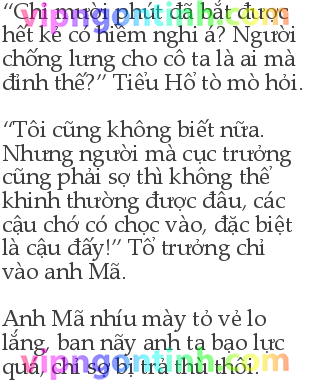 “Chỉ mười phút đã bắt được
hết kẻ có hiềm nghi á? Người
chống lưng cho cô ta là ai mà
đỉnh thế?” Tiểu Hổ tò mò hỏi.
“Tôi cũng không biết nữa.
Nhưng người mà cục trưởng
cũng phải sợ thì không thể
khinh thường được đâu, các
cậu chớ có chọc vào, đặc biệt
là cậu đấy!” Tổ trưởng chỉ
vào anh Mã.
Anh Mã nhíu mày tỏ vẻ lo
lắng, ban nãy anh ta bạo lực
quá, chỉ sợ bị trả thù thôi.
vipngontinh.com
vipngontinh.com